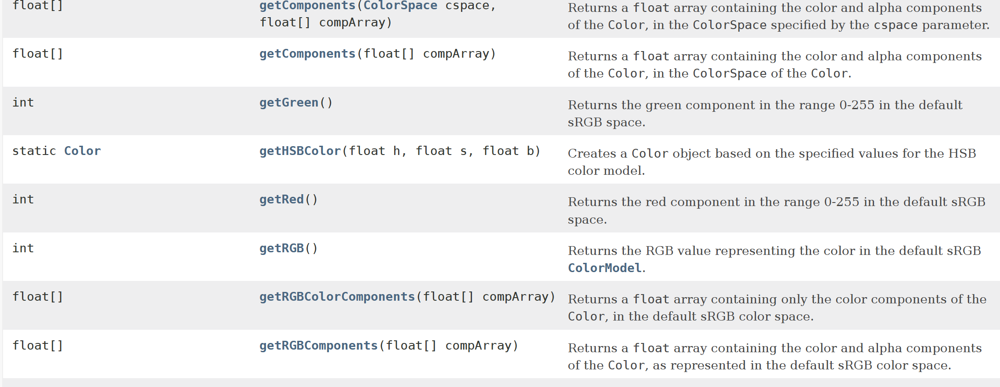 float[] getComponents(ColorSpace cspace, Returns a float array containing the color and alpha components
float[] compArray) of the Color, in the ColorSpace specified by the cspace parameter.
float[] getComponents(float[] compArray) Returns a float array containing the color and alpha components
of the Color, in the ColorSpace of the Color.
int getGreen() Returns the green component in the range 0-255 in the default
sRGB space.
static Color getHSBColor(float h, float s, float b) Creates a Color object based on the specified values for the HSB
color model.
int getRed() Returns the red component in the range 0-255 in the default sRGB
space.
int getRGB() Returns the RGB value representing the color in the default sRGB
ColorModel.
float[] getRGBColorComponents(float[] compArray) Returns a float array containing only the color components of the
Color, in the default sRGB color space.
float[] getRGBComponents(float[] compArray) Returns a float array containing the color and alpha components
of the Color, as represented in the default sRGB color space.